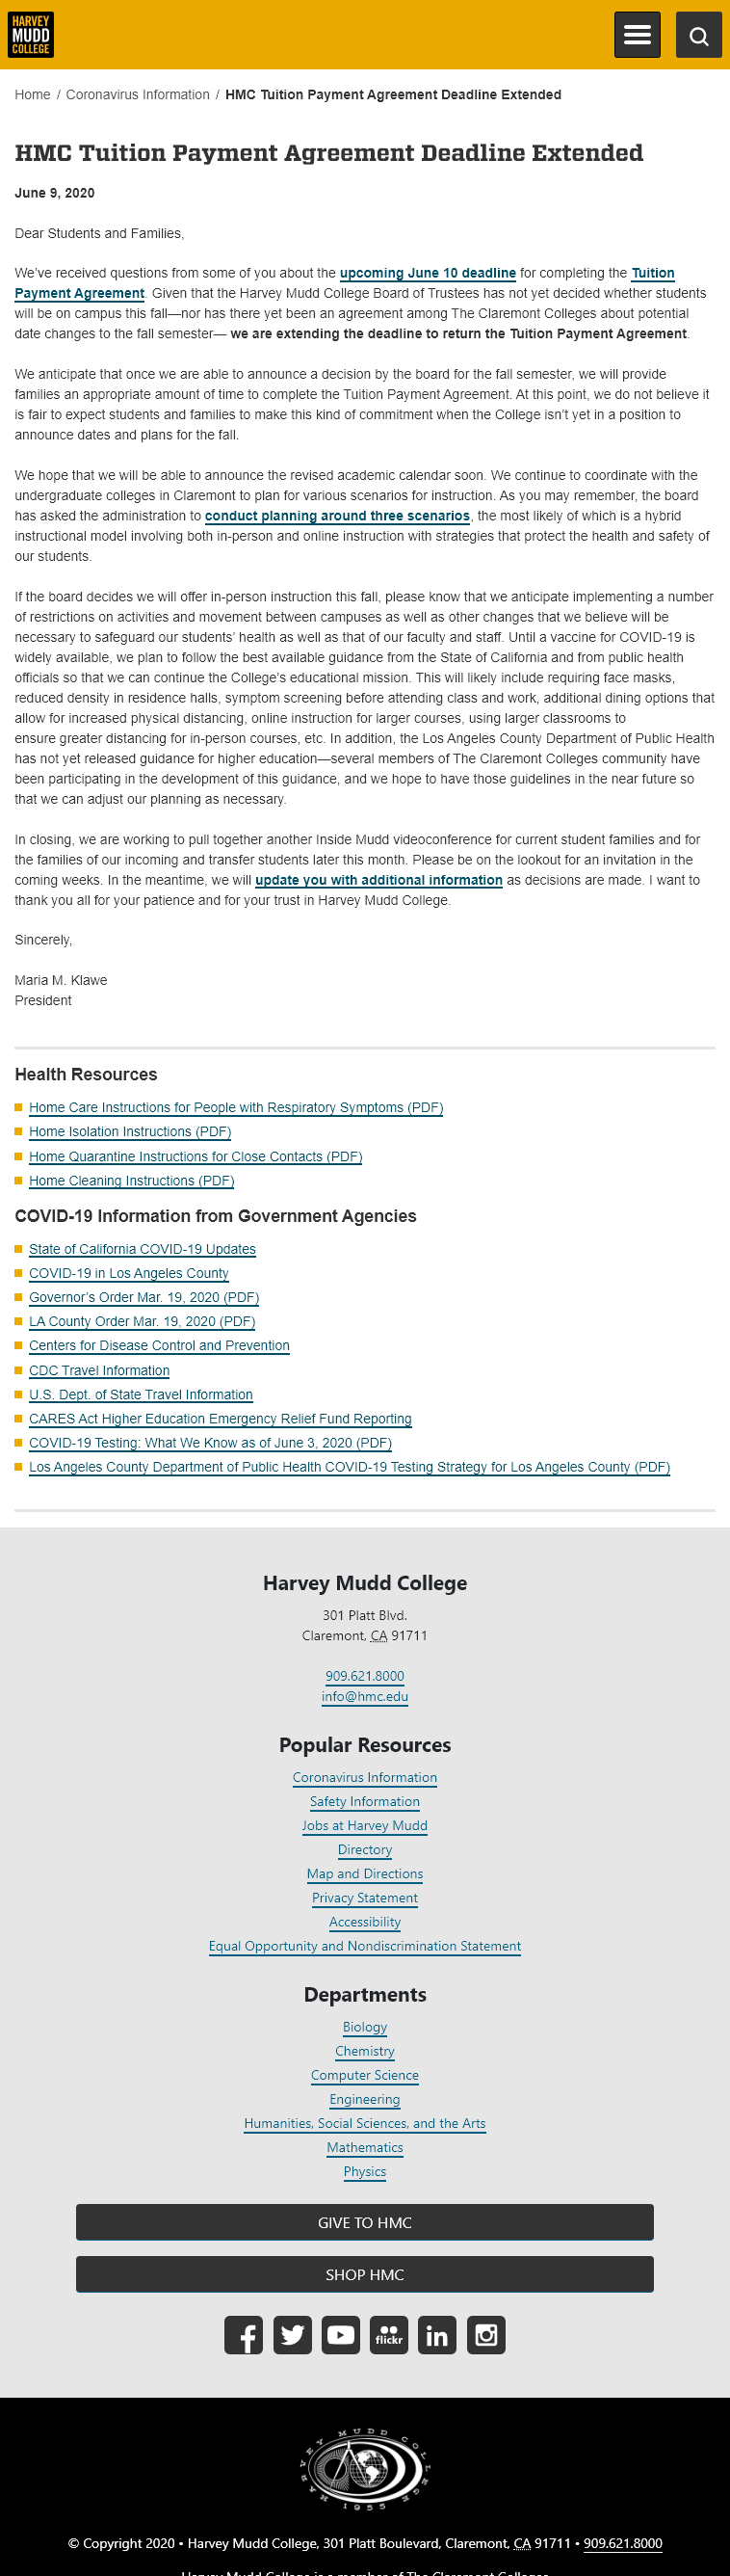 HARVEY
MUDD
COLLEGE
Home / Coronavirus Information / HMC Tuition Payment Agreement Deadline Extended
HMC Tuition Payment Agreement Deadline Extended
June 9, 2020
Dear Students and Families,
We've received questions from some of you about the upcoming June 10 deadline for completing the Tuition
Payment Agreement. Given that the Harvey Mudd College Board of Trustees has not yet decided whether students
will be on campus this fall—nor has there yet been an agreement among The Claremont Colleges about potential
date changes to the fall semester— we are extending the deadline to return the Tuition Payment Agreement.
We anticipate that once we are able to announce a decision by the board for the fall semester, we will provide
families an appropriate amount of time to complete the Tuition Payment Agreement. At this point, we do not believe it
is fair to expect students and families to make this kind of commitment when the College isn't yet in a position to
announce dates and plans for the fall.
We hope that we will be able to announce the revised academic calendar soon. We continue to coordinate with the
undergraduate colleges in Claremont to plan for various scenarios for instruction. As you may remember, the board
has asked the administration to conduct planning around three scenarios, the most likely of which is a hybrid
instructional model involving both in-person and online instruction with strategies that protect the health and safety of
our students.
If the board decides we will offer in-person instruction this fall, please know that we anticipate implementing a number
of restrictions on activities and movement between campuses as well as other changes that we believe will be
necessary to safeguard our students' health as well as that of our faculty and staff. Until a vaccine for COVID-19 is
widely available, we plan to follow the best available guidance from the State of California and from public health
officials so that we can continue the College's educational mission. This will likely include requiring face masks,
reduced density in residence halls, symptom screening before attending class and work, additional dining options that
allow for increased physical distancing, online instruction for larger courses, using larger classrooms to
ensure greater distancing for in-person courses, etc. In addition, the Los Angeles County Department of Public Health
has not yet released guidance for higher education—several members of The Claremont Colleges community have
been participating in the development of this guidance, and we hope to have those guidelines in the near future so
that we can adjust our planning as necessary.
In closing, we are working to pull together another Inside Mudd videoconference for current student families and for
the families of our incoming and transfer students later this month. Please be on the lookout for an invitation in the
coming weeks. In the meantime, we will update you with additional information as decisions are made. I want to
thank you all for your patience and for your trust in Harvey Mudd College.
Sincerely,
Maria M. Klawe
President
Health Resources
Home Care Instructions for People with Respiratory Symptoms (PDF)
Home Isolation Instructions (PDF)
Home Quarantine Instructions for Close Contacts (PDF)
Home Cleaning Instructions (PDF)
COVID-19 Information from Government Agencies
State of California COVID-19 Updates
COVID-19 in Los Angeles County
Governor's Order Mar. 19, 2020 (PDF)
LA County Order Mar. 19, 2020 (PDF)
Centers for Disease Control and Prevention
CDC Travel Information
U.S. Dept. of State Travel Information
CARES Act Higher Education Emergency Relief Fund Reporting
COVID-19 Testing: What We Know as of June 3, 2020 (PDF)
Los Angeles County Department of Public Health COVID-19 Testing Strategy for Los Angeles County (PDF)
Harvey Mudd College
301 Platt Blvd.
Claremont, CA 91711
909.621.8000
info@hmc.edu
Popular Resources
Coronavirus Information
Safety Information
Jobs at Harvey Mudd
Directory
Map and Directions
Privacy Statement
Accessibility
Equal Opportunity and Nondiscrimination Statement
Departments
Biology
Chemistry
Computer Science
Engineering
Humanities, Social Sciences, and the Arts
Mathematics
Physics
GIVE TO HMC
SHOP HMC
flickr
HARVEY MUDD COLLEGE
1955
© Copyright 2020 • Harvey Mudd College, 301 Platt Boulevard, Claremont, CA 91711 • 909.621.8000
Harvey Mudd College is a member of The Claremont Colleges